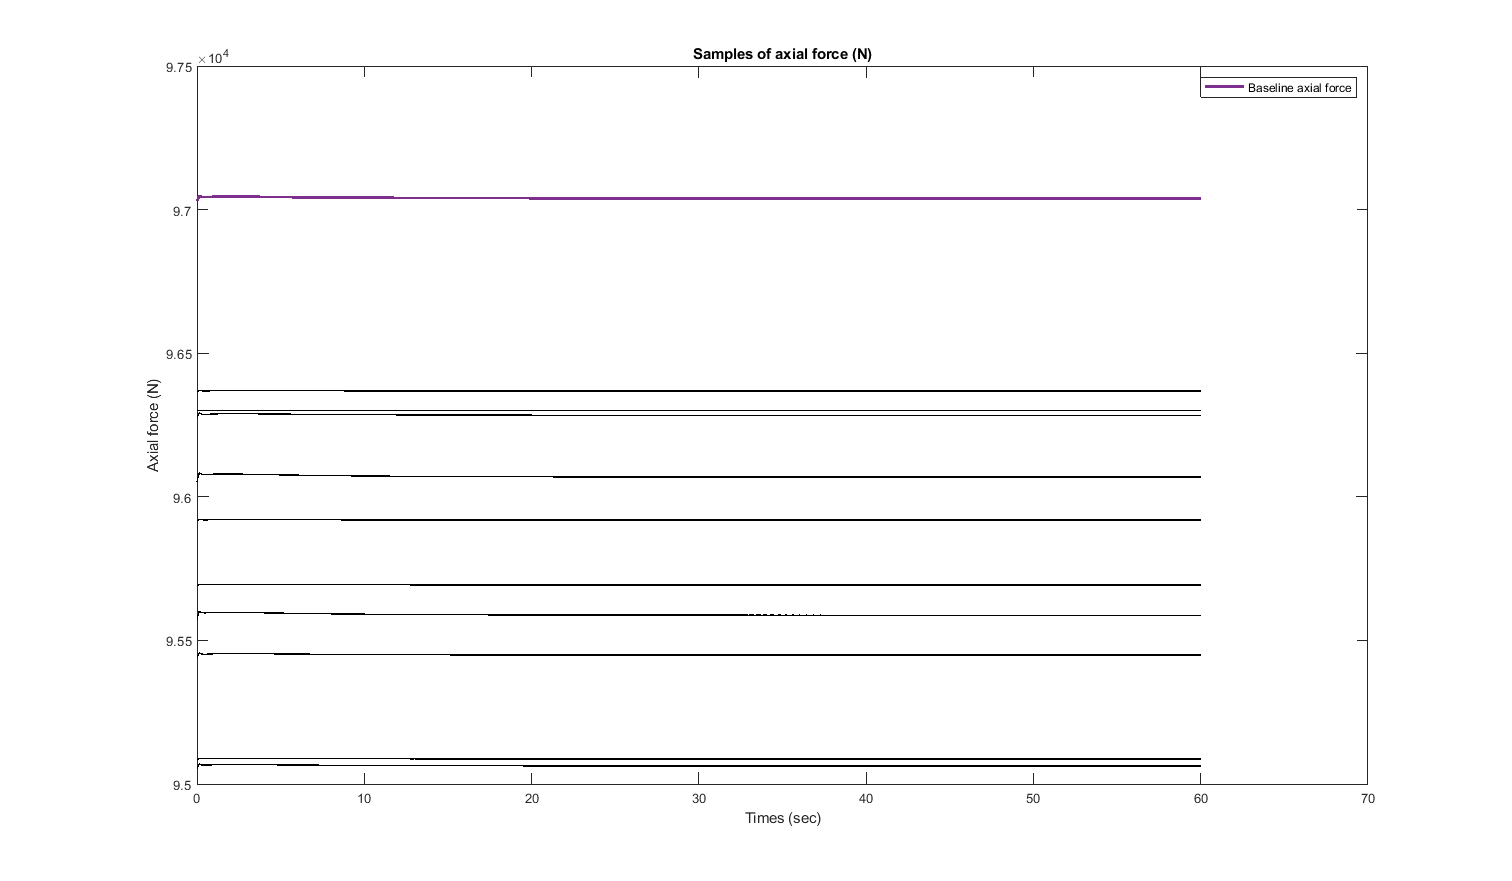 Samples of axial force (N)
×10⁴
Baseline axial force
9.75
9.7
9.65
9.6
9.55
9.5
Axial force (N)
0 10 20 30 40 50 60 70
Times (sec)